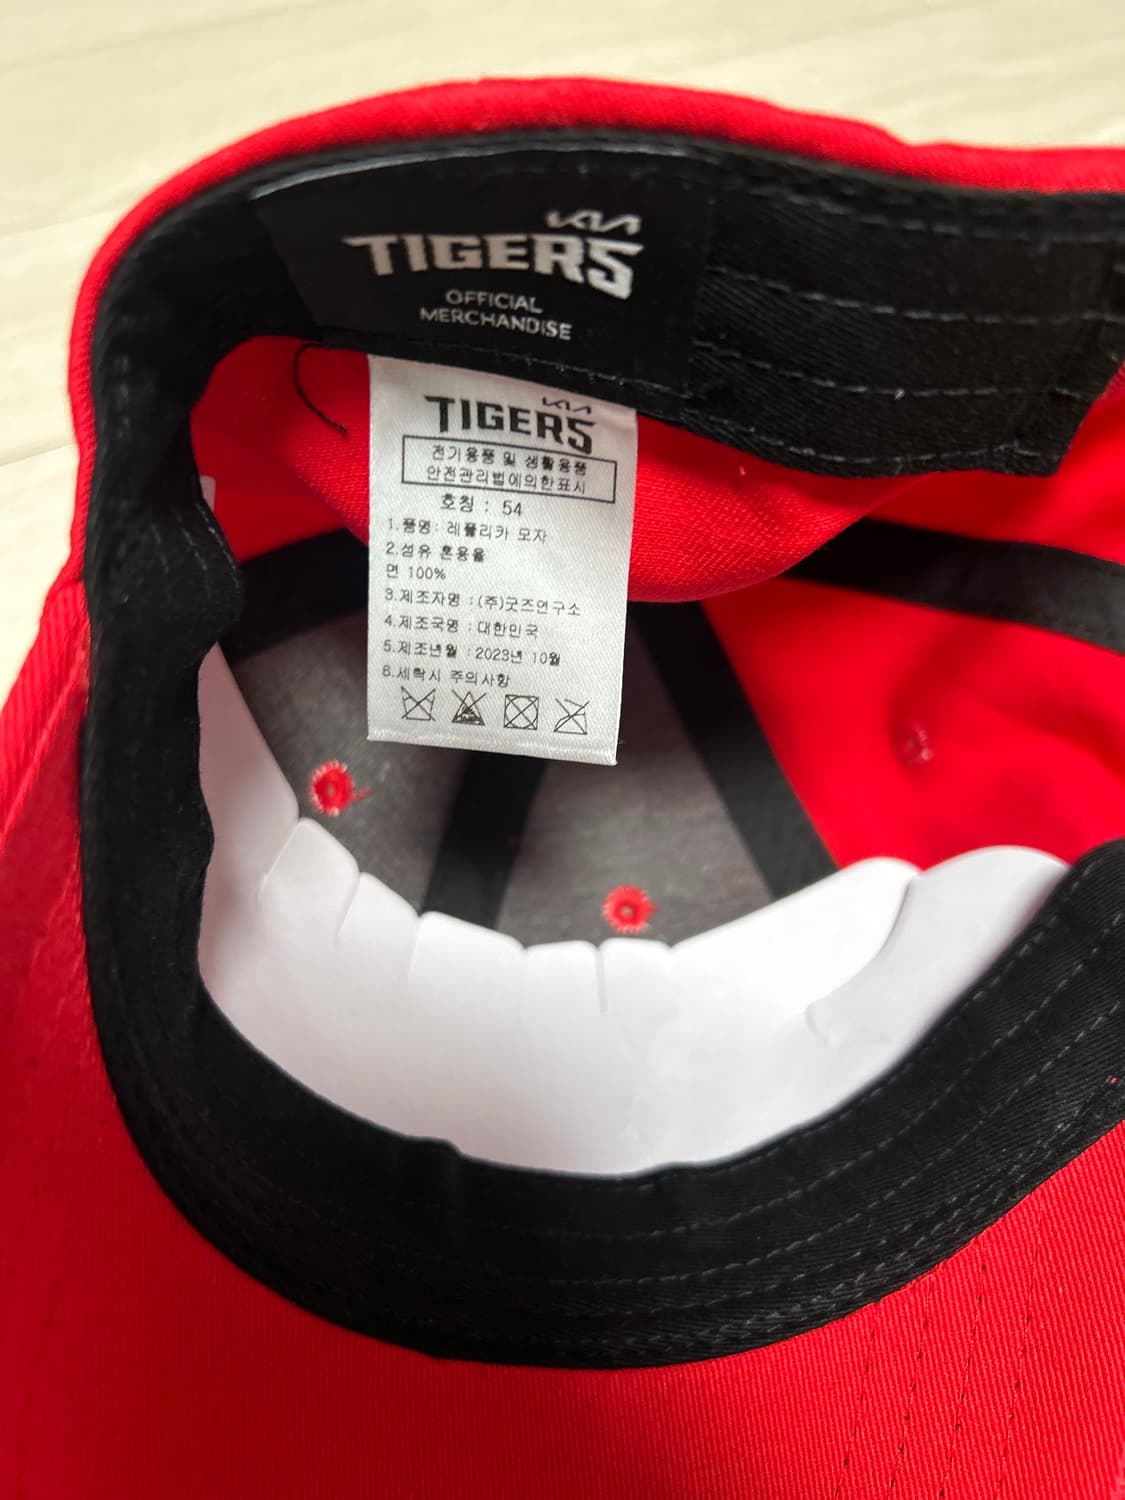 KIA
TIGERS
OFFICIAL
MERCHANDISE
KIA
TIGERS
전기용품 및 생활용품
안전관리법에의한표시
호칭 : 54
1.품명: 레플리카 모자
2.섬유 혼용율
면 100%
3.제조자명 :(주)굿즈연구소
4.제조국명 : 대한민국
5.제조년월 : 2023년 10월
6.세탁시 주의사항